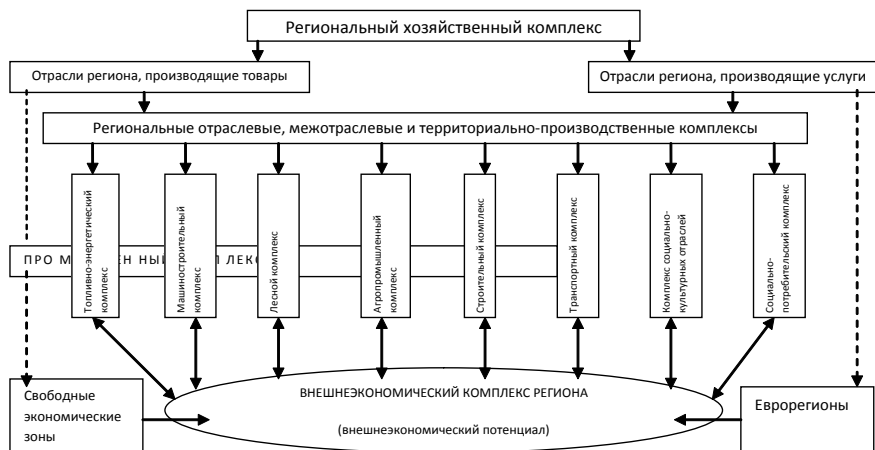 Региональный хозяйственный комплекс
Отрасли региона, производящие товары
Отрасли региона, производящие услуги
Региональные отраслевые, межотраслевые и территориально-производственные комплексы
Топливно-энергетический
комплекс
Машиностроительный
комплекс
Лесной комплекс
Агропромышленный
комплекс
Строительный комплекс
Транспортный комплекс
Комплекс социально-
культурных отраслей
Социально-
потребительский комплекс
Свободные
экономические
зоны
ВНЕШНЕЭКОНОМИЧЕСКИЙ КОМПЛЕКС РЕГИОНА
(внешнеэкономический потенциал)
Еврорегионы